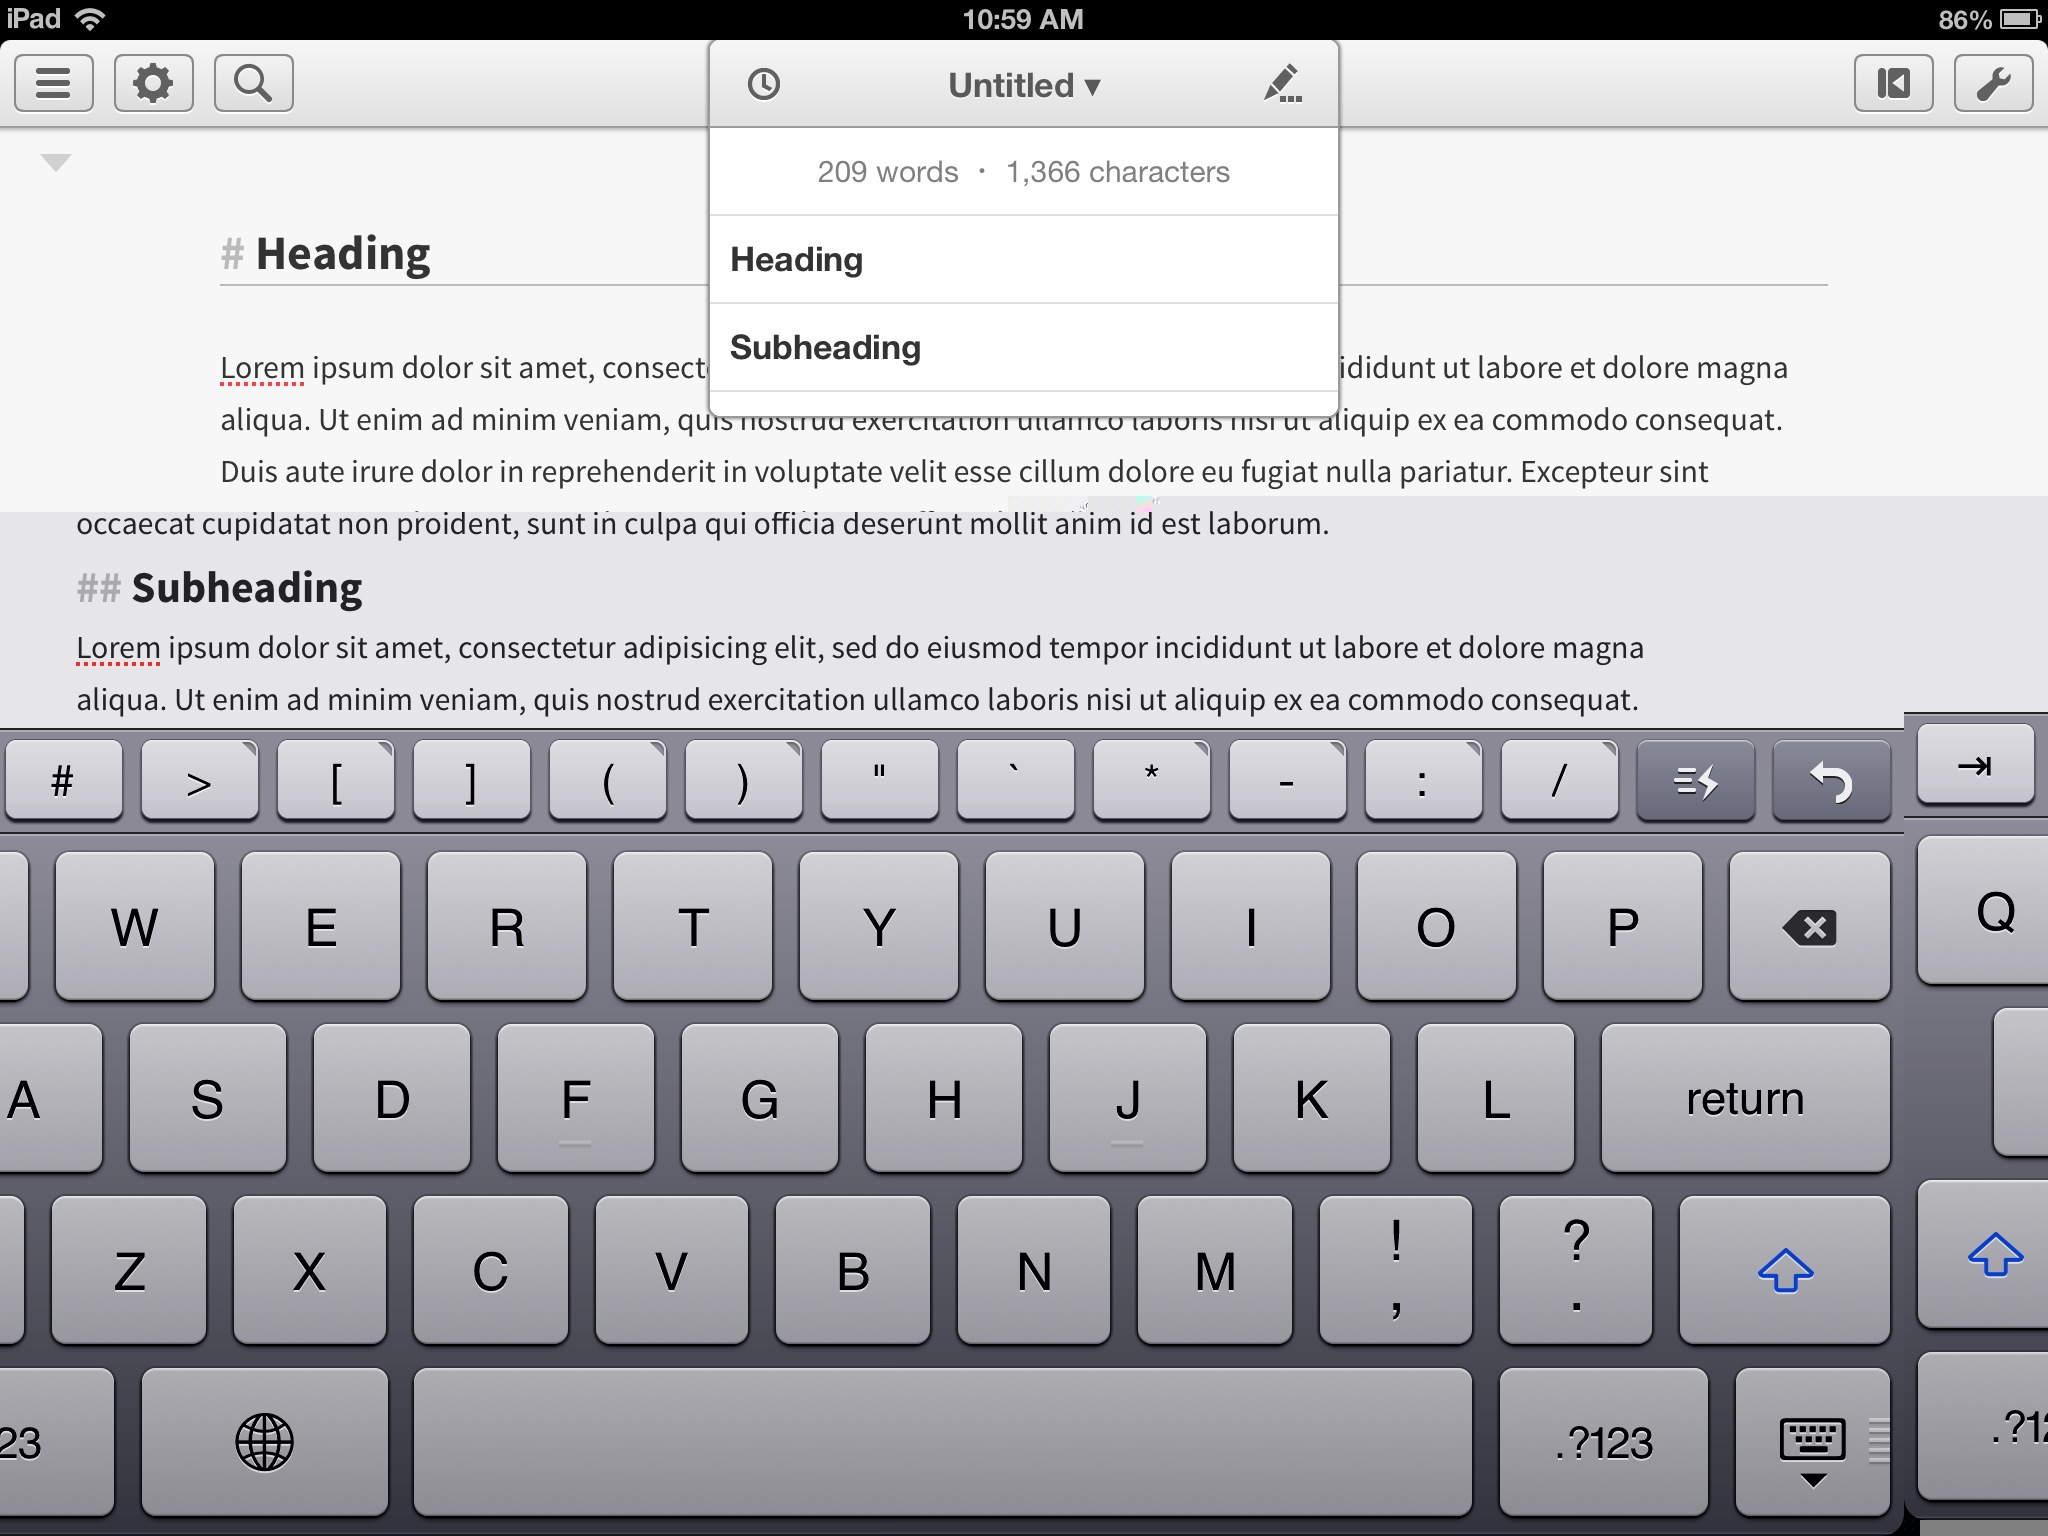 iPad 10:59 AM 86%
Untitled ▾
209 words · 1,366 characters
Heading
Subheading
# Heading
Lorem ipsum dolor sit amet, consect ididunt ut labore et dolore magna
aliqua. Ut enim ad minim veniam, quis nostrud exercitation ullamco laboris nisi ut aliquip ex ea commodo consequat.
Duis aute irure dolor in reprehenderit in voluptate velit esse cillum dolore eu fugiat nulla pariatur. Excepteur sint
occaecat cupidatat non proident, sunt in culpa qui officia deserunt mollit anim id est laborum.
## Subheading
Lorem ipsum dolor sit amet, consectetur adipisicing elit, sed do eiusmod tempor incididunt ut labore et dolore magna
aliqua. Ut enim ad minim veniam, quis nostrud exercitation ullamco laboris nisi ut aliquip ex ea commodo consequat.
# > [ ] ( ) " ` * - : / ⇥
W E R T Y U I O P Q
A S D F G H J K L return
Z X C V B N M ! , ? .
23 .?123 .?12